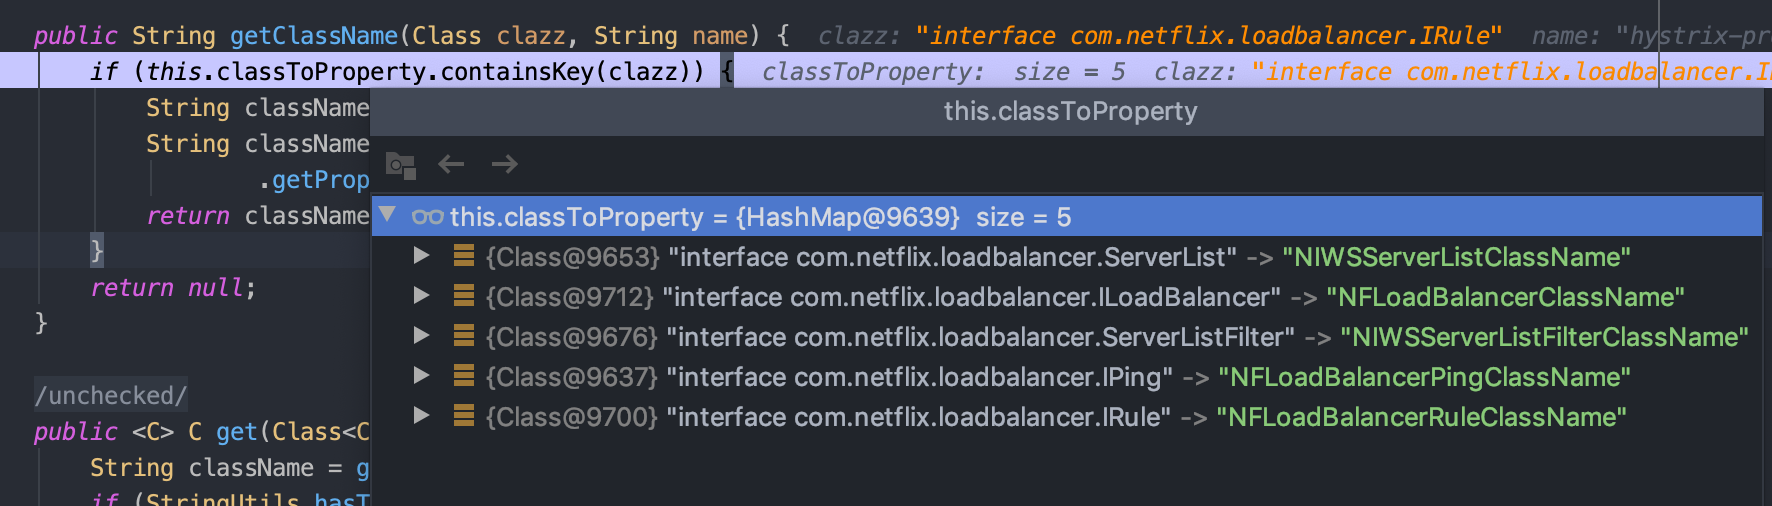 public String getClassName(Class clazz, String name) {  clazz: "interface com.netflix.loadbalancer.IRule"  name: "hystrix-pr
if (this.classToProperty.containsKey(clazz)) {  classToProperty:  size = 5  clazz: "interface com.netflix.loadbalancer.I
this.classToProperty
String className
String className
.getProp
return className
}
return null;
}
/unchecked/
public <C> C get(Class<C
String className = g
if (StringUtils.hasT
this.classToProperty = {HashMap@9639}  size = 5
{Class@9653} "interface com.netflix.loadbalancer.ServerList" -> "NIWSServerListClassName"
{Class@9712} "interface com.netflix.loadbalancer.ILoadBalancer" -> "NFLoadBalancerClassName"
{Class@9676} "interface com.netflix.loadbalancer.ServerListFilter" -> "NIWSServerListFilterClassName"
{Class@9637} "interface com.netflix.loadbalancer.IPing" -> "NFLoadBalancerPingClassName"
{Class@9700} "interface com.netflix.loadbalancer.IRule" -> "NFLoadBalancerRuleClassName"